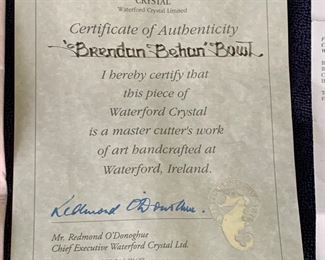 CRYSTAL
Waterford Crystal Limited
Certificate of Authenticity
"Brendan Behan" Bowl
I hereby certify that
this piece of
Waterford Crystal
is a master cutter's work
of art handcrafted at
Waterford, Ireland.
Redmond O'Donoghue.
Mr. Redmond O'Donoghue
Chief Executive Waterford Crystal Ltd.